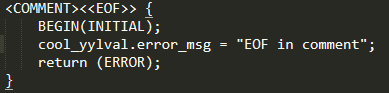 <COMMENT><<EOF>> {
    BEGIN(INITIAL);
    cool_yylval.error_msg = "EOF in comment";
    return (ERROR);
}